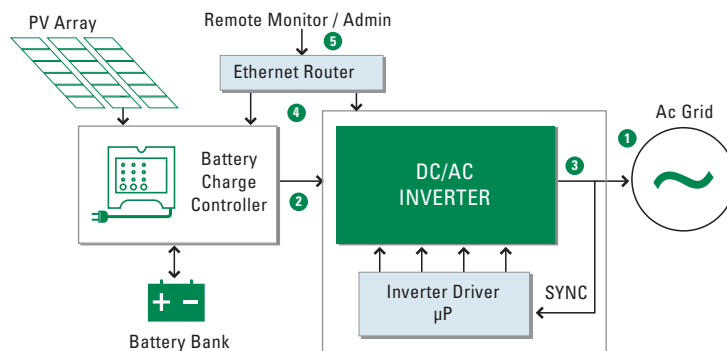 PV Array
Remote Monitor / Admin
5
Ethernet Router
4
Ac Grid
1
Battery
Charge
Controller
2
DC/AC
INVERTER
3
Inverter Driver
µP
SYNC
Battery Bank